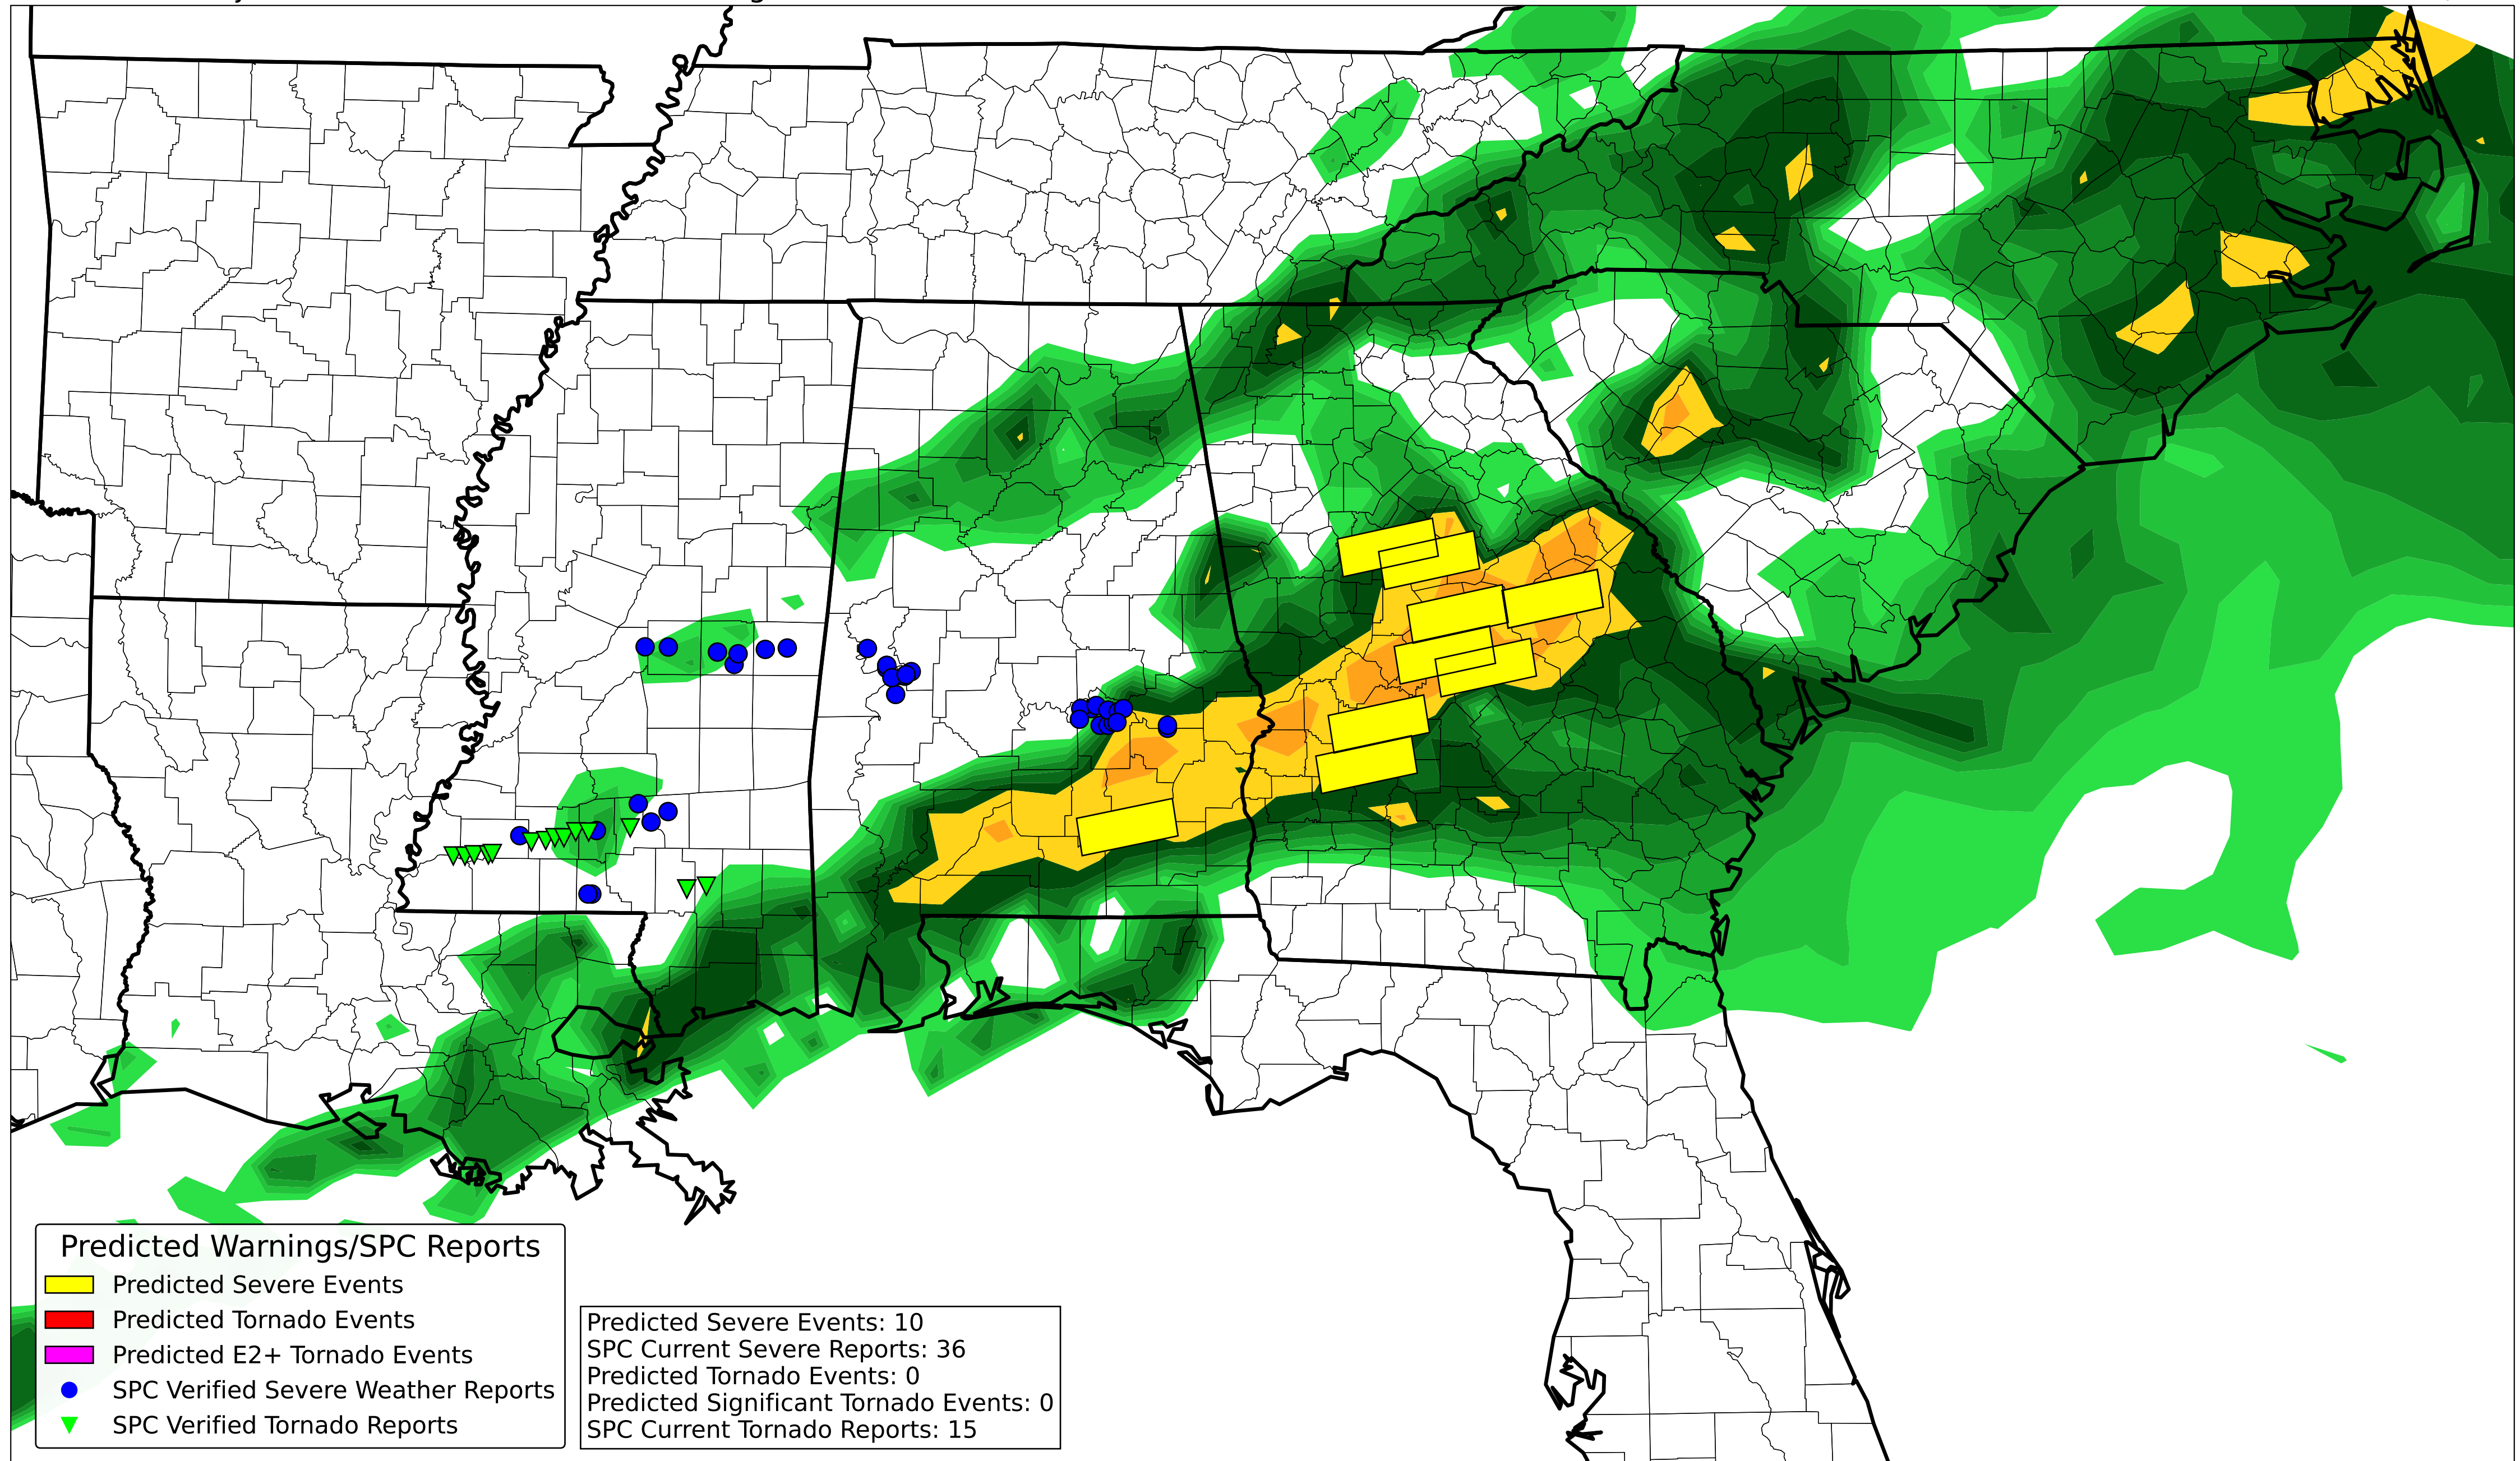 Predicted Warnings/SPC Reports
Predicted Severe Events
Predicted Tornado Events
Predicted E2+ Tornado Events
SPC Verified Severe Weather Reports
SPC Verified Tornado Reports
Predicted Severe Events: 10
SPC Current Severe Reports: 36
Predicted Tornado Events: 0
Predicted Significant Tornado Events: 0
SPC Current Tornado Reports: 15